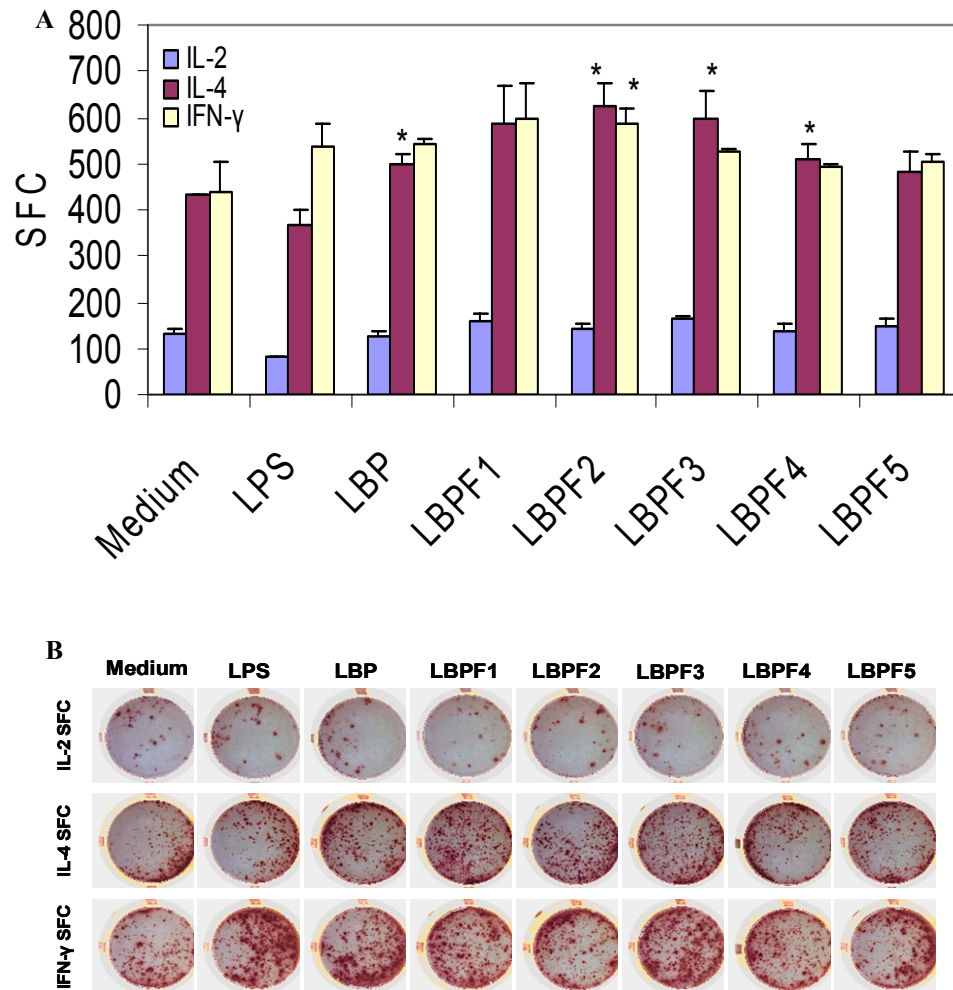 A
800
700
600
500
400
300
200
100
0
SFC
IL-2
IL-4
IFN-γ
*
*
*
*
*
Medium
LPS
LBP
LBPF1
LBPF2
LBPF3
LBPF4
LBPF5
B
Medium LPS LBP LBPF1 LBPF2 LBPF3 LBPF4 LBPF5
IL-2 SFC
IL-4 SFC
IFN-γ SFC